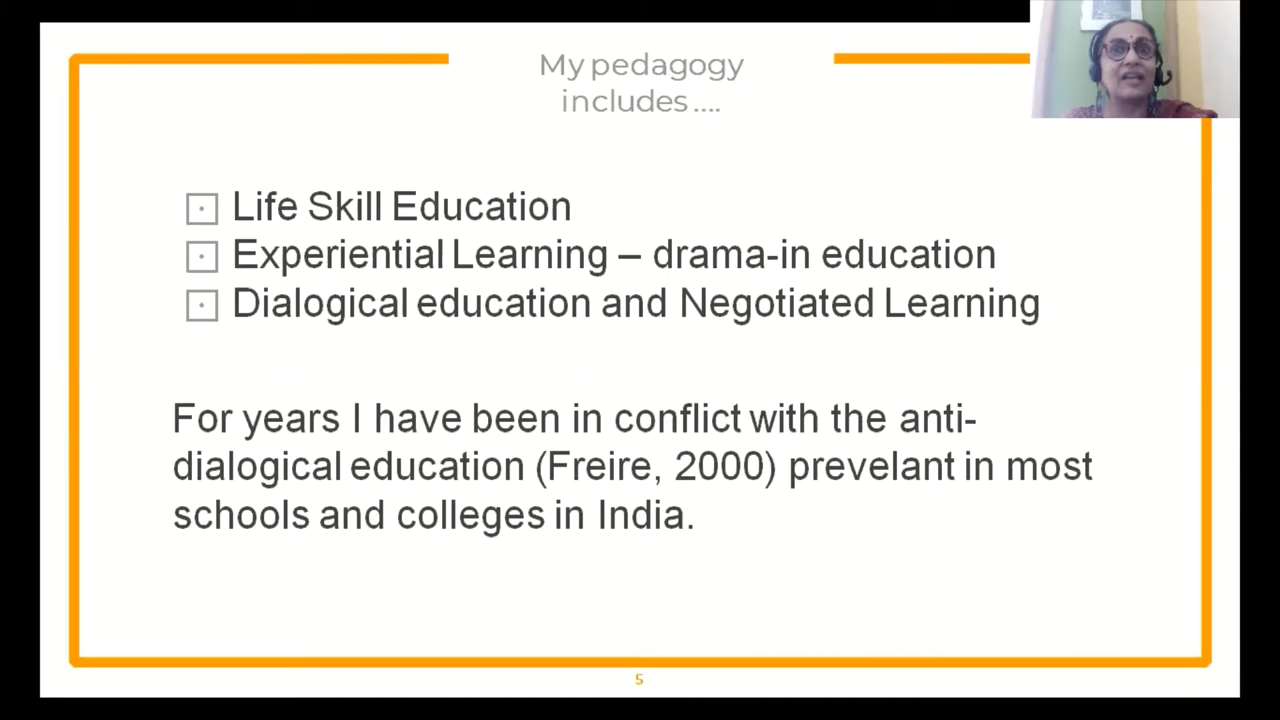 My pedagogy
includes ....
Life Skill Education
Experiential Learning – drama-in education
Dialogical education and Negotiated Learning
For years I have been in conflict with the anti-
dialogical education (Freire, 2000) prevelant in most
schools and colleges in India.
5